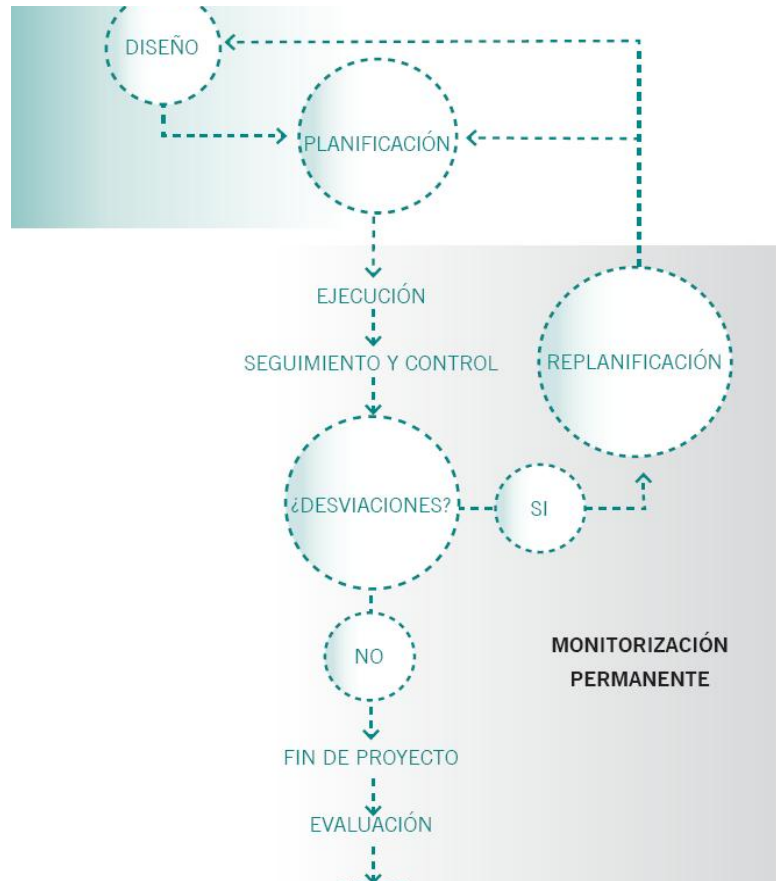 DISEÑO
PLANIFICACIÓN
EJECUCIÓN
SEGUIMIENTO Y CONTROL
REPLANIFICACIÓN
¿DESVIACIONES?
SI
NO
MONITORIZACIÓN
PERMANENTE
FIN DE PROYECTO
EVALUACIÓN